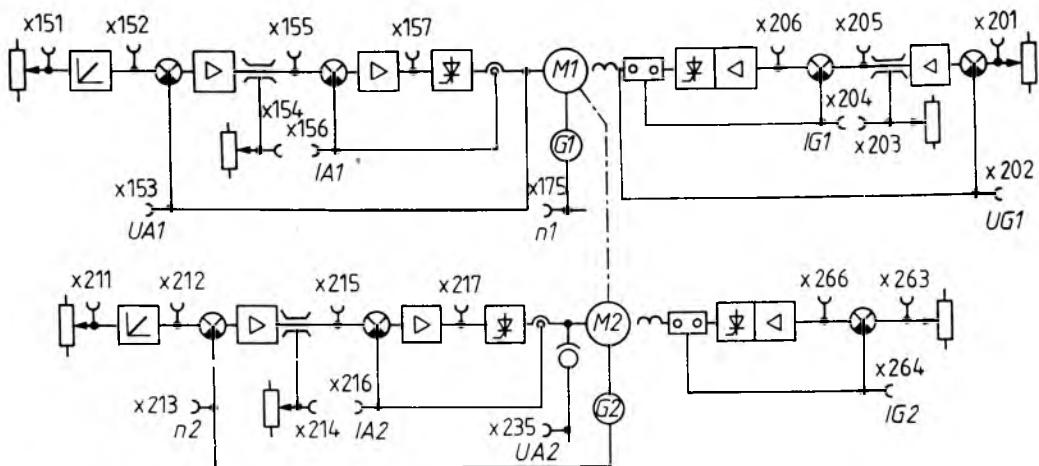 x151 x152 x155 x157 M1 x206 x205 x201
x154
x156
IA1
x204
IG1 x203
G1
x153
UA1
x175
n1
x202
UG1
x211 x212 x215 x217 M2 x266 x263
x213
n2
x214
x216
IA2
x235
UA2
G2
x264
IG2